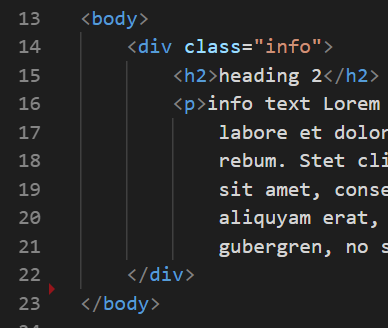 13 <body>
14 <div class="info">
15 <h2>heading 2</h2>
16 <p>info text Lorem
17 labore et dolor
18 rebum. Stet cli
19 sit amet, conse
20 aliquyam erat,
21 gubergren, no s
22 </div>
23 </body>